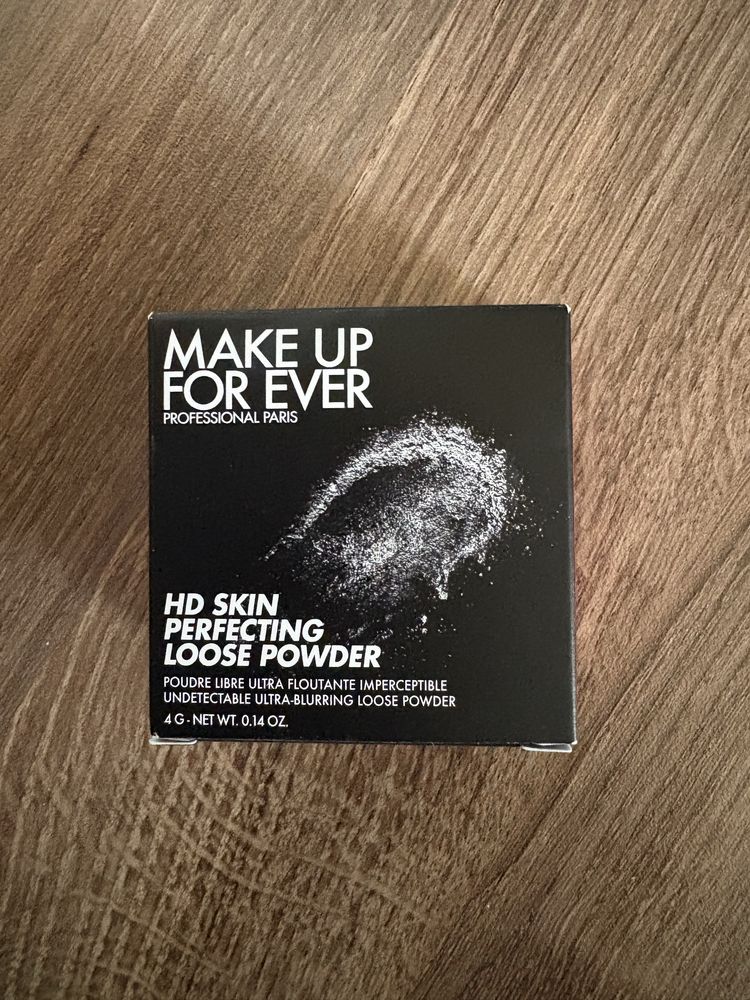 MAKE UP
FOR EVER
PROFESSIONAL PARIS
HD SKIN
PERFECTING
LOOSE POWDER
POUDRE LIBRE ULTRA FLOUTANTE IMPERCEPTIBLE
UNDETECTABLE ULTRA-BLURRING LOOSE POWDER
4 G - NET WT. 0.14 OZ.